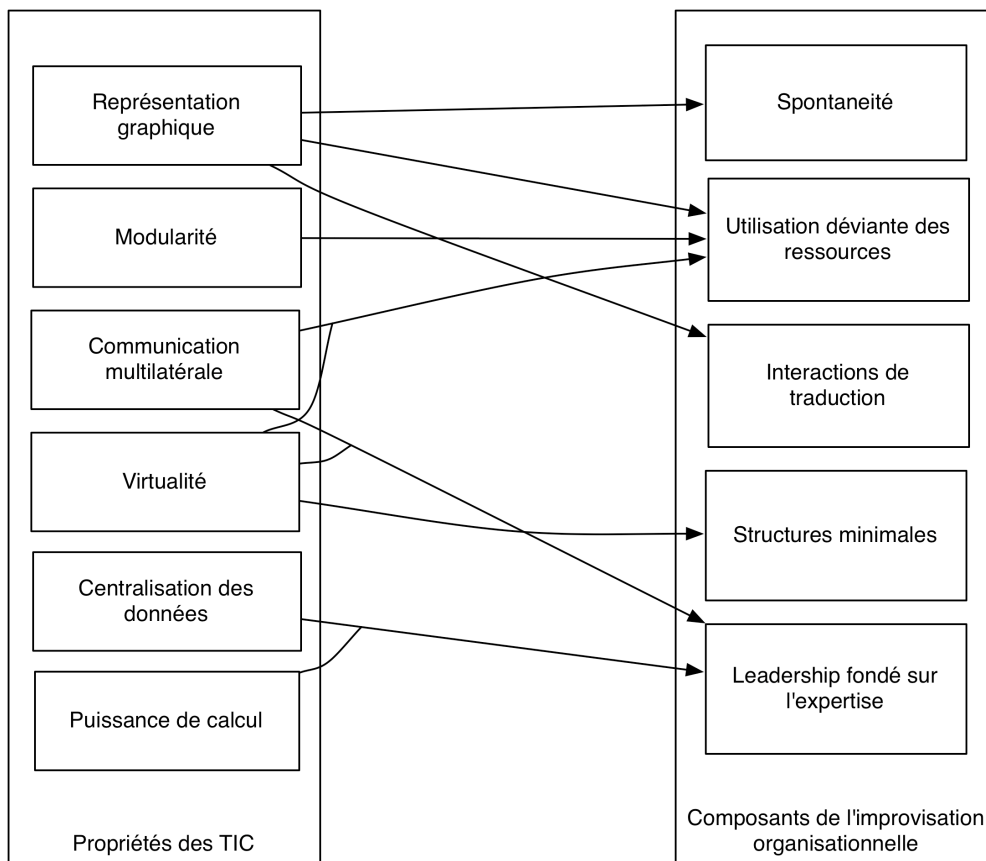 Représentation
graphique
Modularité
Communication
multilatérale
Virtualité
Centralisation des
données
Puissance de calcul
Propriétés des TIC
Spontaneité
Utilisation déviante des
ressources
Interactions de
traduction
Structures minimales
Leadership fondé sur
l'expertise
Composants de l'improvisation
organisationnelle